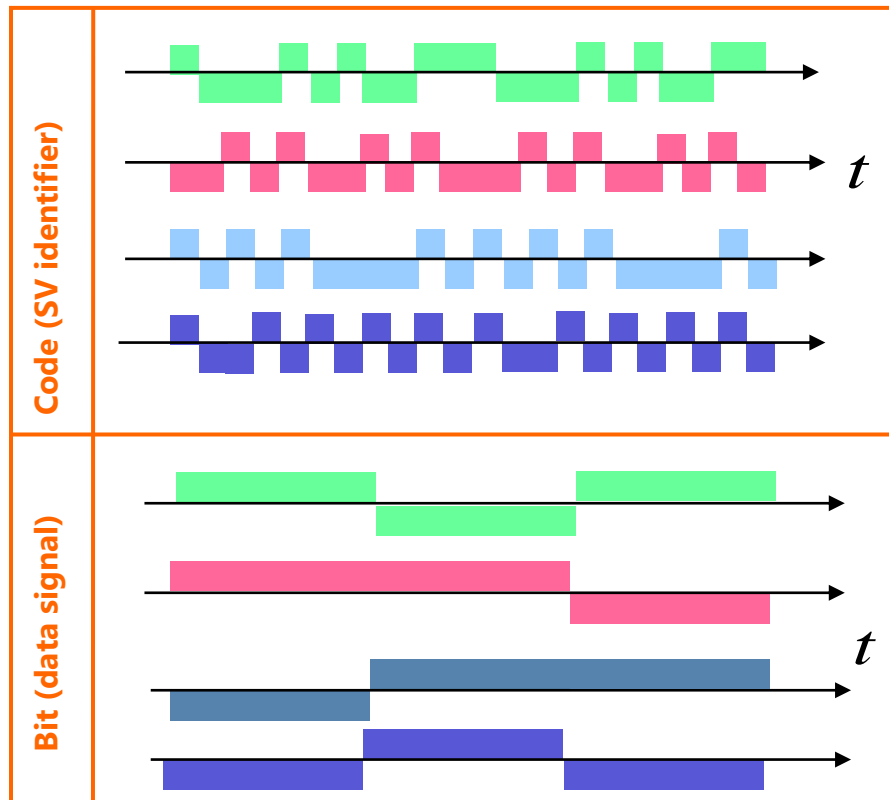 Code (SV identifier)
t
Bit (data signal)
t